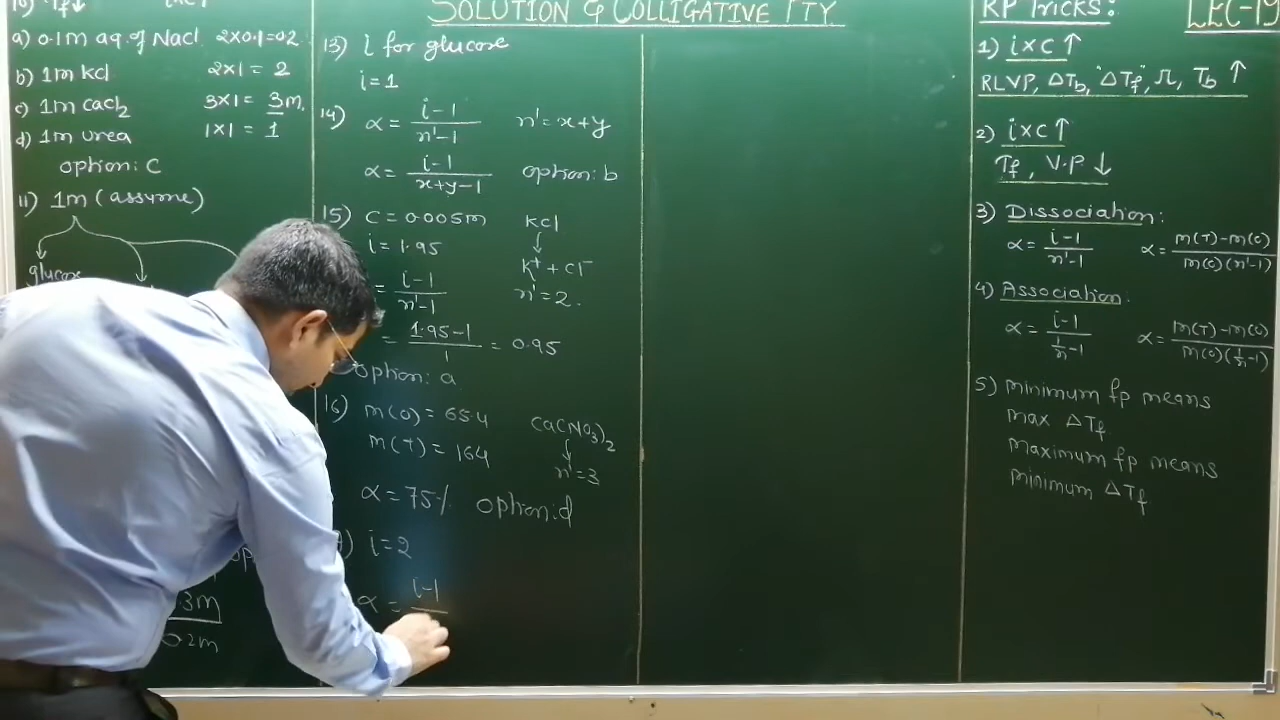 SOLUTION & COLLIGATIVE PTY
LEC-19
a) 0.1m aq. of Nacl 2×0.1=0.2
b) 1m kcl 2×1 = 2
c) 1m cacl2 3×1 = 3m.
d) 1m urea 1×1 = 1
option: C
11) 1m (assume)
glucose
.3m
0.2m
13) i for glucose
i=1
14) α = i-1 / n'-1 n' = x+y
α = i-1 / x+y-1 option: b
15) C = 0.005m kcl
i = 1.95 ↓
K+ + cl-
= i-1 / n'-1 n' = 2.
= 1.95-1 / 1 = 0.95
option: a
16) m(o) = 65.4 ca(NO3)2
m(T) = 164 ↓
n' = 3
α = 75% option: d
) i = 2
α = i-1
RP Tricks:
1) i×c ↑
RLVP, ΔTb, "ΔTf", π, Tb ↑
2) i×c ↑
Tf, V.P ↓
3) Dissociation:
α = i-1 / n'-1 α = m(T)-m(o) / m(o)(n'-1)
4) Association:
α = i-1 / 1/n-1 α = m(T)-m(o) / m(o)(1/n-1)
5) minimum fp means
max ΔTf
Maximum fp means
minimum ΔTf